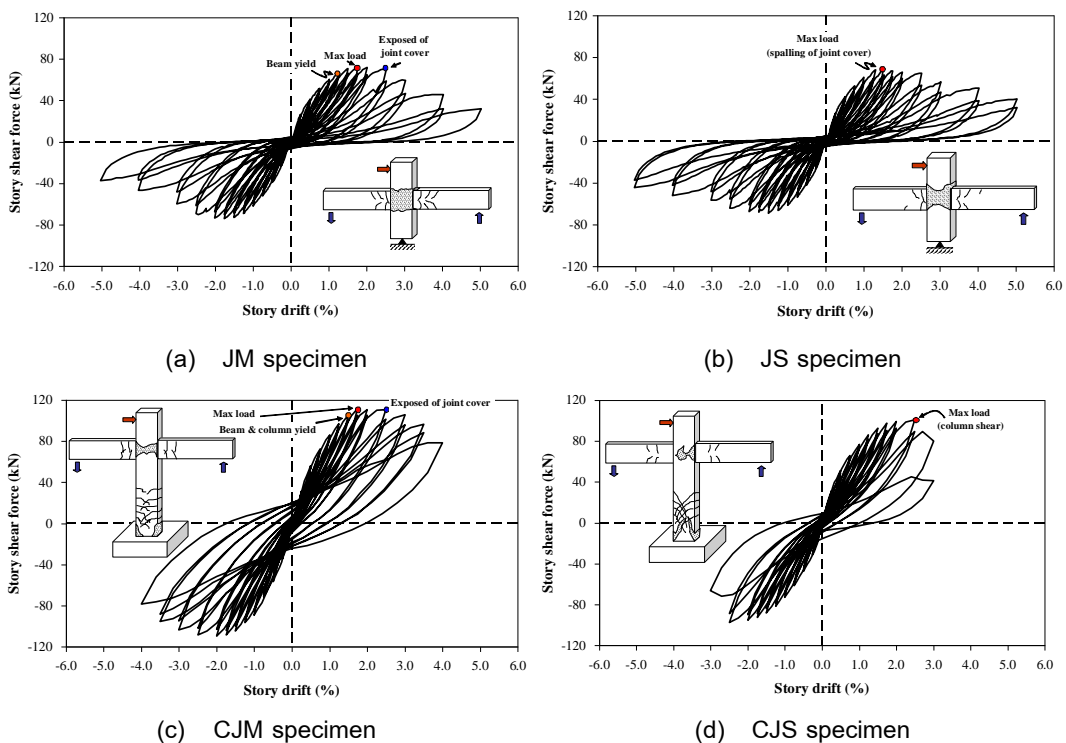 120
80
40
0
-40
-80
-120
-6.0 -5.0 -4.0 -3.0 -2.0 -1.0 0.0 1.0 2.0 3.0 4.0 5.0 6.0
Story drift (%)
Story shear force (kN)
Beam yield
Max load
Exposed of
joint cover
(a) JM specimen
120
80
40
0
-40
-80
-120
-6.0 -5.0 -4.0 -3.0 -2.0 -1.0 0.0 1.0 2.0 3.0 4.0 5.0 6.0
Story drift (%)
Story shear force (kN)
Max load
(spalling of joint cover)
(b) JS specimen
120
80
40
0
-40
-80
-120
-6.0 -5.0 -4.0 -3.0 -2.0 -1.0 0.0 1.0 2.0 3.0 4.0 5.0 6.0
Story drift (%)
Story shear force (kN)
Max load
Beam & column yield
Exposed of joint cover
(c) CJM specimen
120
80
40
0
-40
-80
-120
-6.0 -5.0 -4.0 -3.0 -2.0 -1.0 0.0 1.0 2.0 3.0 4.0 5.0 6.0
Story drift (%)
Story shear force (kN)
Max load
(column shear)
(d) CJS specimen